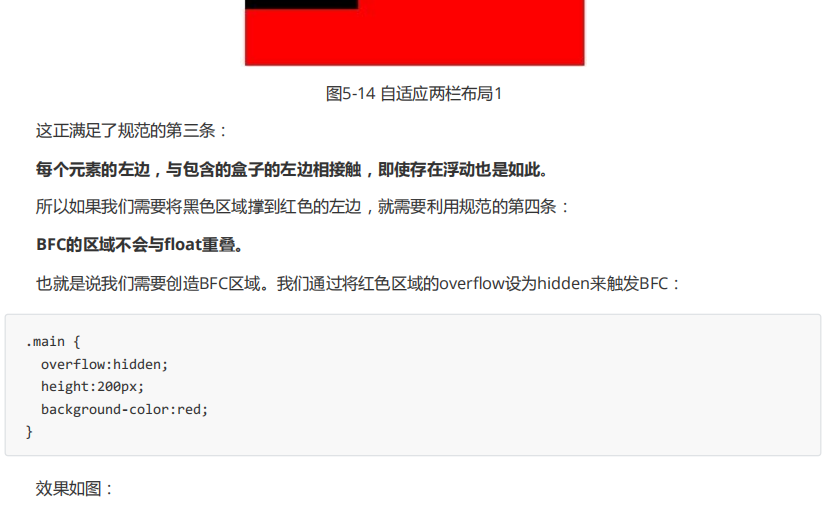 图5-14 自适应两栏布局1
这正满足了规范的第三条：
每个元素的左边，与包含的盒子的左边相接触，即使存在浮动也是如此。
所以如果我们需要将黑色区域撑到红色的左边，就需要利用规范的第四条：
BFC的区域不会与float重叠。
也就是说我们需要创造BFC区域。我们通过将红色区域的overflow设为hidden来触发BFC：
.main {
  overflow:hidden;
  height:200px;
  background-color:red;
}
效果如图：